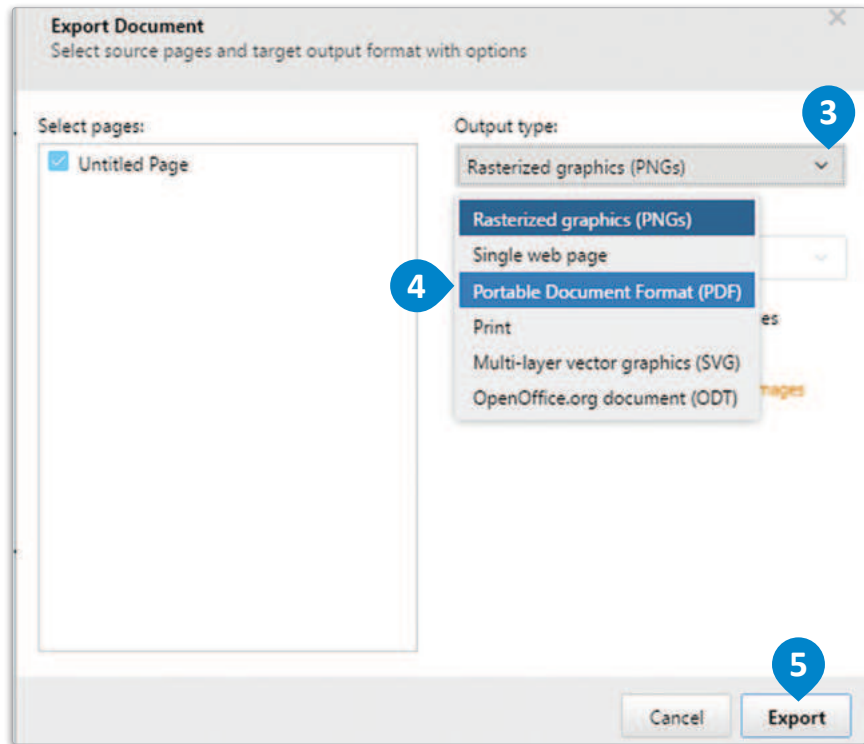 Export Document
Select source pages and target output format with options
Select pages:
Untitled Page
Output type:
3
Rasterized graphics (PNGs)
Rasterized graphics (PNGs)
Single web page
4
Portable Document Format (PDF)
es
Print
Multi-layer vector graphics (SVG)
mages
OpenOffice.org document (ODT)
5
Cancel
Export